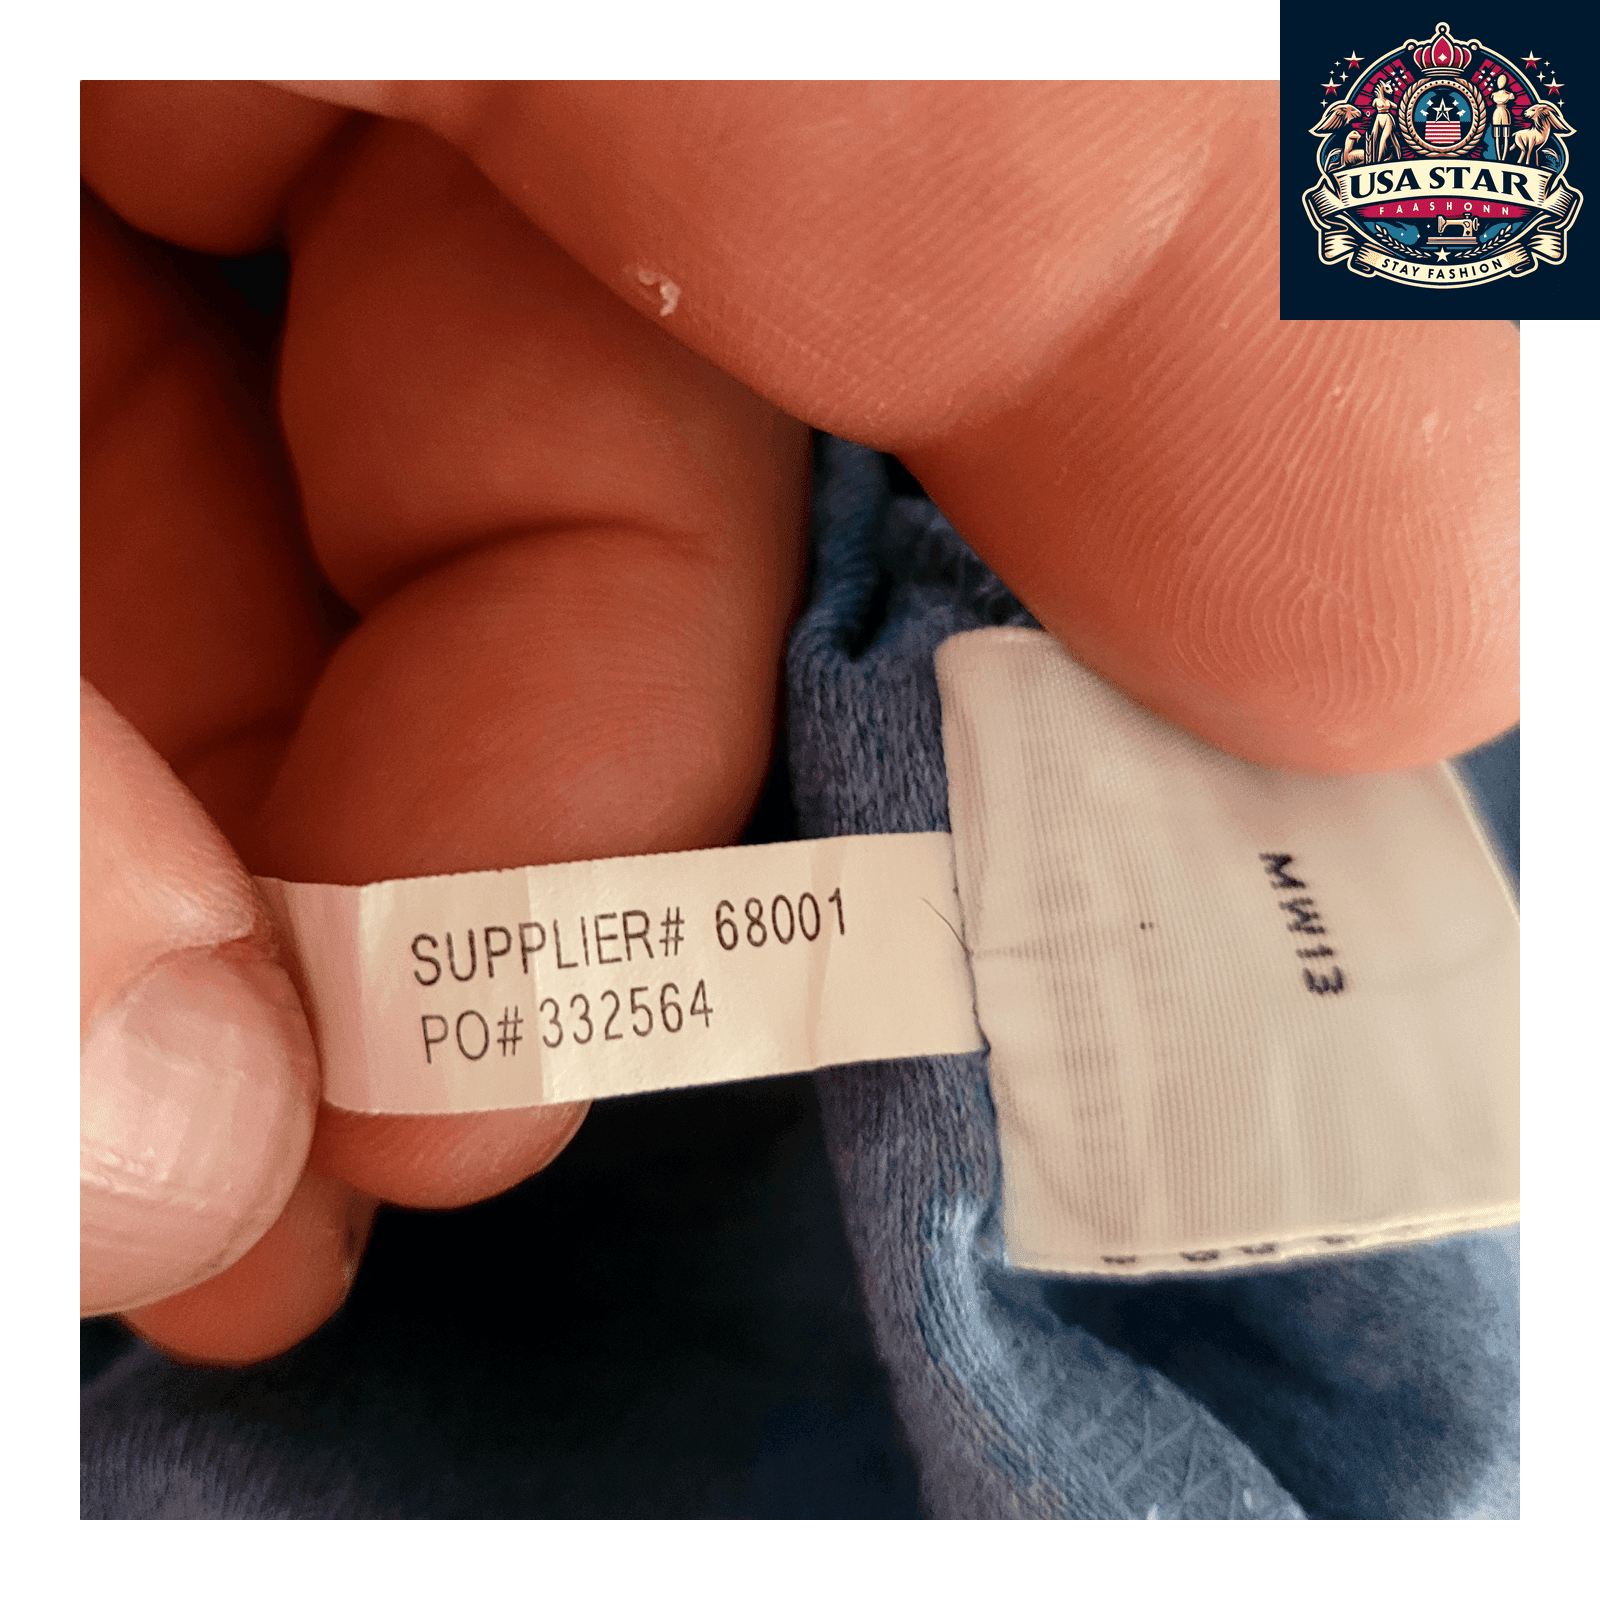 USA STAR
FAASHONN
STAY FASHION
SUPPLIER# 68001
PO# 332564
MW13